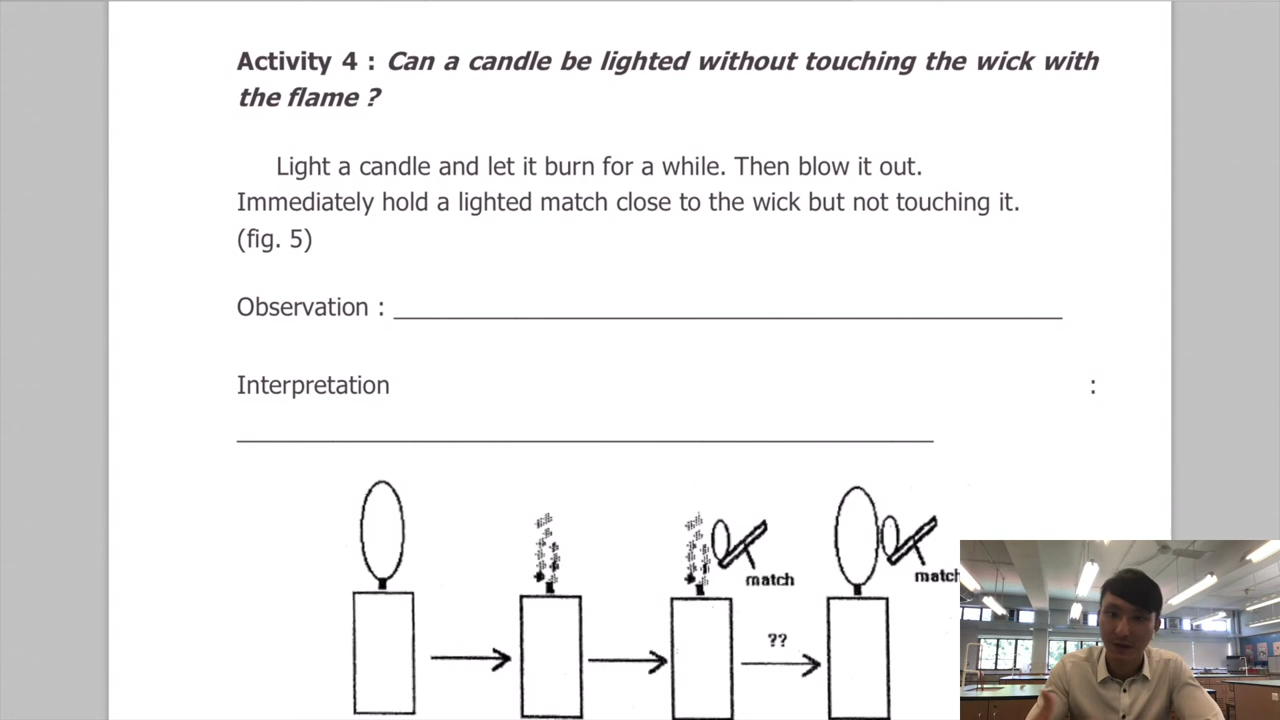 Activity 4 : Can a candle be lighted without touching the wick with
the flame ?
Light a candle and let it burn for a while. Then blow it out.
Immediately hold a lighted match close to the wick but not touching it.
(fig. 5)
Observation :
Interpretation :
??
match
match